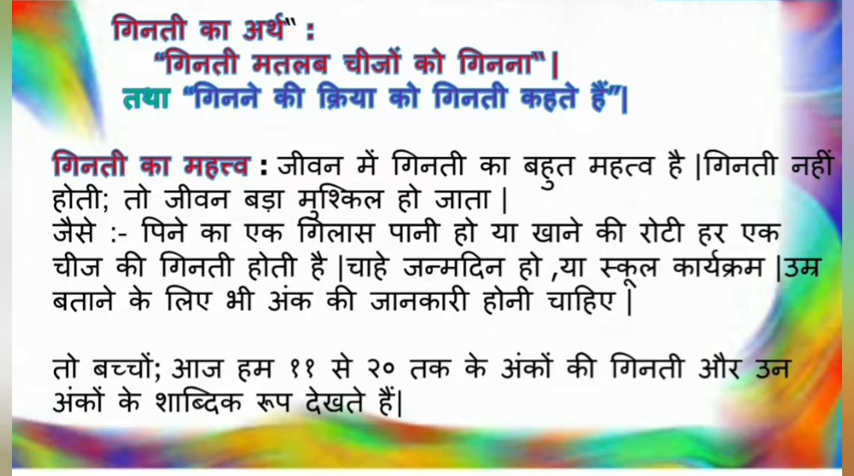 गिनती का अर्थ" :
"गिनती मतलब चीजों को गिनना" |
तथा "गिनने की क्रिया को गिनती कहते हैं"|
गिनती का महत्त्व : जीवन में गिनती का बहुत महत्व है |गिनती नहीं
होती; तो जीवन बड़ा मुश्किल हो जाता |
जैसे :- पिने का एक गिलास पानी हो या खाने की रोटी हर एक
चीज की गिनती होती है |चाहे जन्मदिन हो ,या स्कूल कार्यक्रम |उम्र
बताने के लिए भी अंक की जानकारी होनी चाहिए |
तो बच्चों; आज हम ११ से २० तक के अंकों की गिनती और उन
अंकों के शाब्दिक रूप देखते हैं|